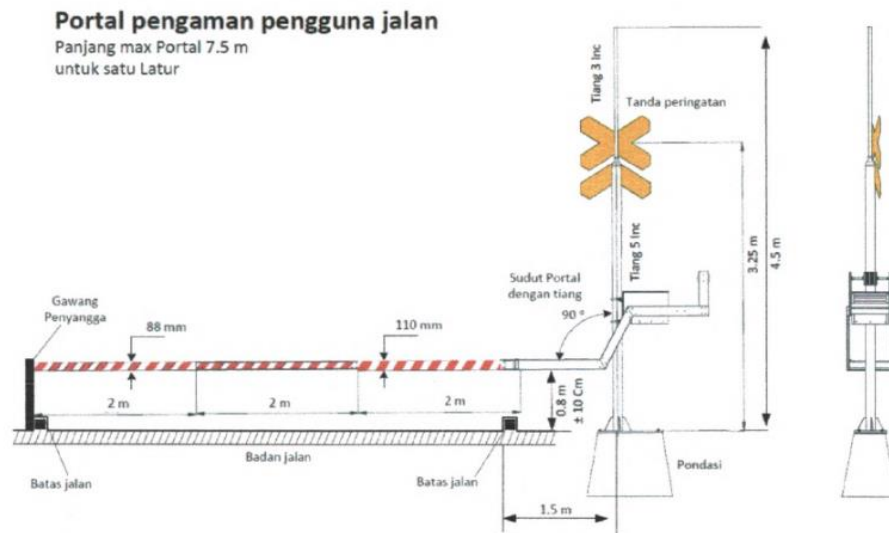 Portal pengaman pengguna jalan
Panjang max Portal 7.5 m
untuk satu Latur
Tiang 3 Inc
Tanda peringatan
Tiang 5 Inc
3.25 m
4.5 m
Sudut Portal
dengan tiang
90 °
Gawang
Penyangga
88 mm
110 mm
2 m
2 m
2 m
0.8 m
± 10 Cm
Badan jalan
Batas jalan
Batas jalan
Pondasi
1.5 m